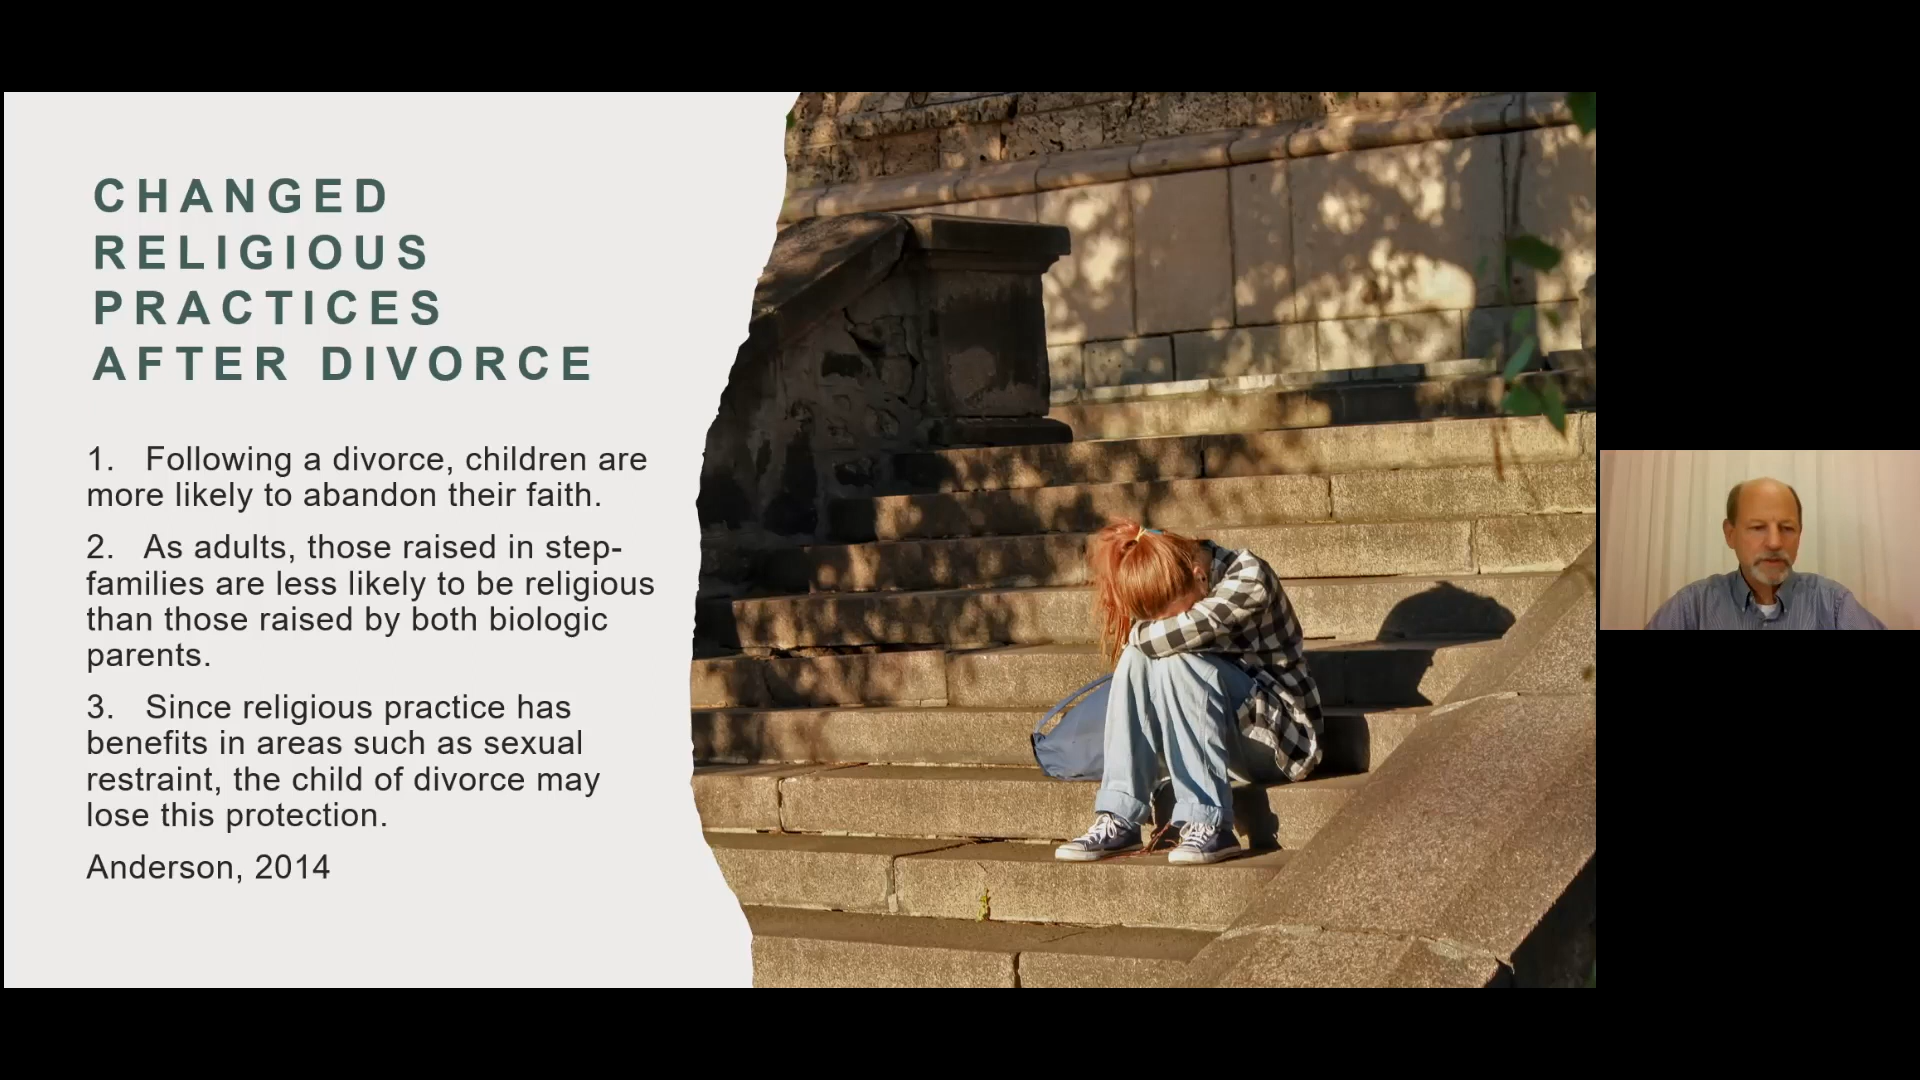 CHANGED
RELIGIOUS
PRACTICES
AFTER DIVORCE
1. Following a divorce, children are
more likely to abandon their faith.
2. As adults, those raised in step-
families are less likely to be religious
than those raised by both biologic
parents.
3. Since religious practice has
benefits in areas such as sexual
restraint, the child of divorce may
lose this protection.
Anderson, 2014